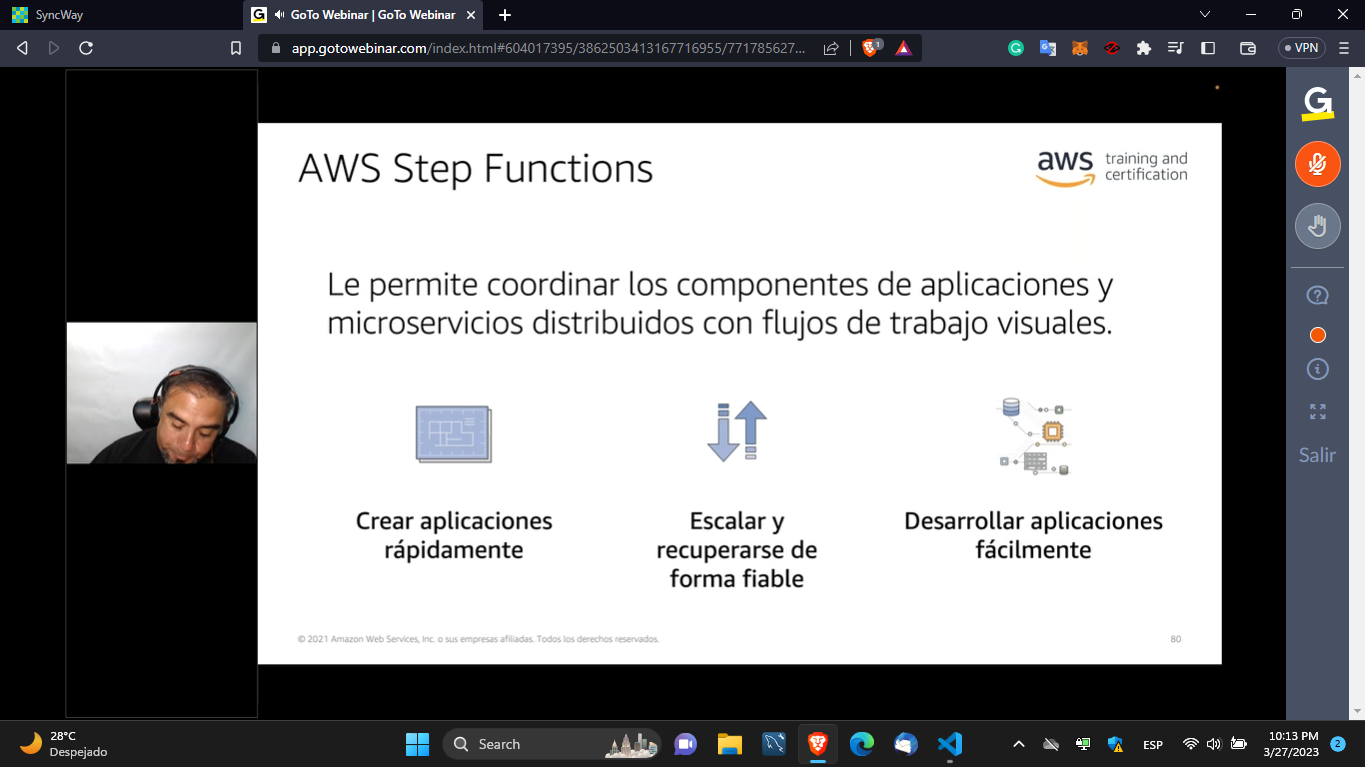 SyncWay
GoTo Webinar | GoTo Webinar
app.gotowebinar.com/index.html#604017395/3862503413167716955/771785627...
1
VPN
AWS Step Functions
aws training and
certification
Le permite coordinar los componentes de aplicaciones y
microservicios distribuidos con flujos de trabajo visuales.
Crear aplicaciones
rápidamente
Escalar y
recuperarse de
forma fiable
Desarrollar aplicaciones
fácilmente
© 2021 Amazon Web Services, Inc. o sus empresas afiliadas. Todos los derechos reservados.
80
Salir
28°C
Despejado
Search
ESP
10:13 PM
3/27/2023
2